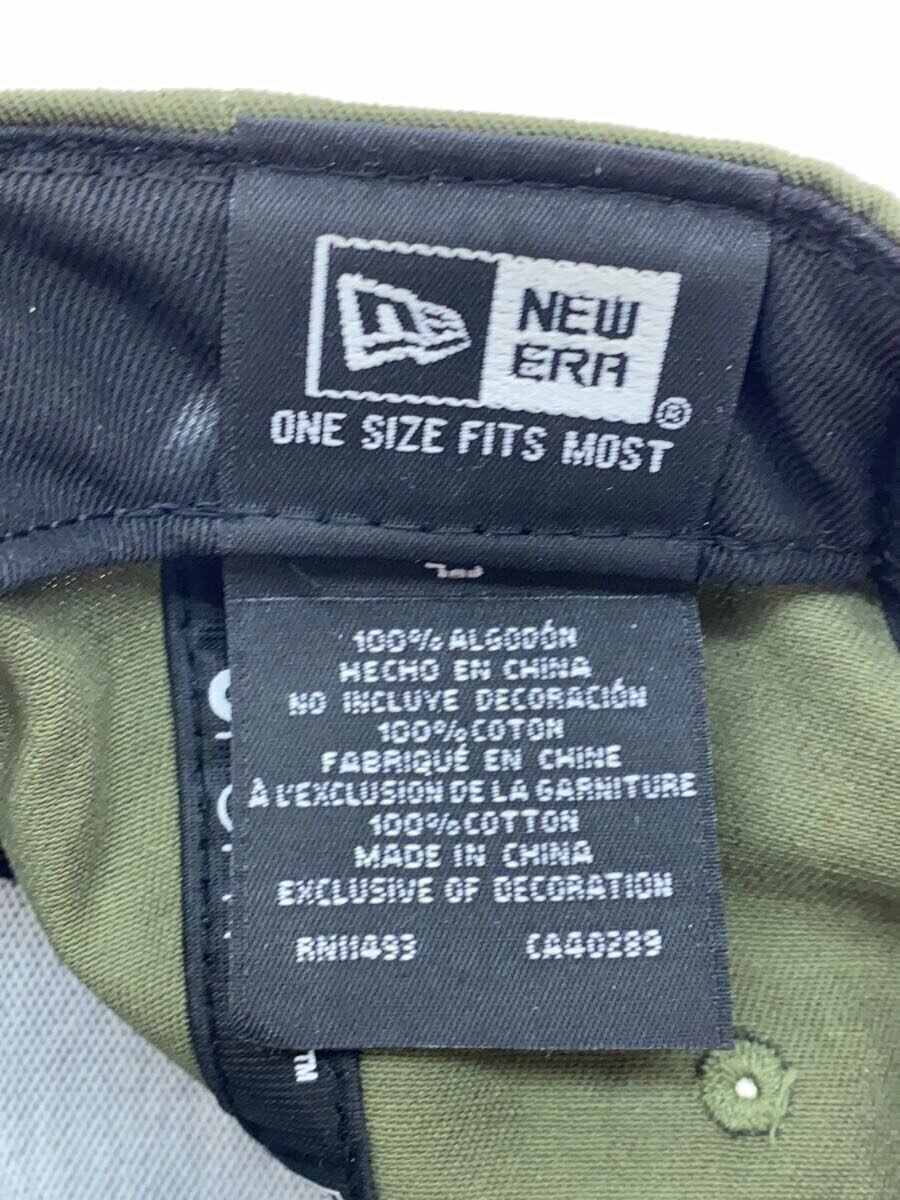 NEW
ERA
®
ONE SIZE FITS MOST
100% ALGODÓN
HECHO EN CHINA
NO INCLUYE DECORACIÓN
100% COTON
FABRIQUÉ EN CHINE
À L'EXCLUSION DE LA GARNITURE
100% COTTON
MADE IN CHINA
EXCLUSIVE OF DECORATION
RN11493 CA40289
TM